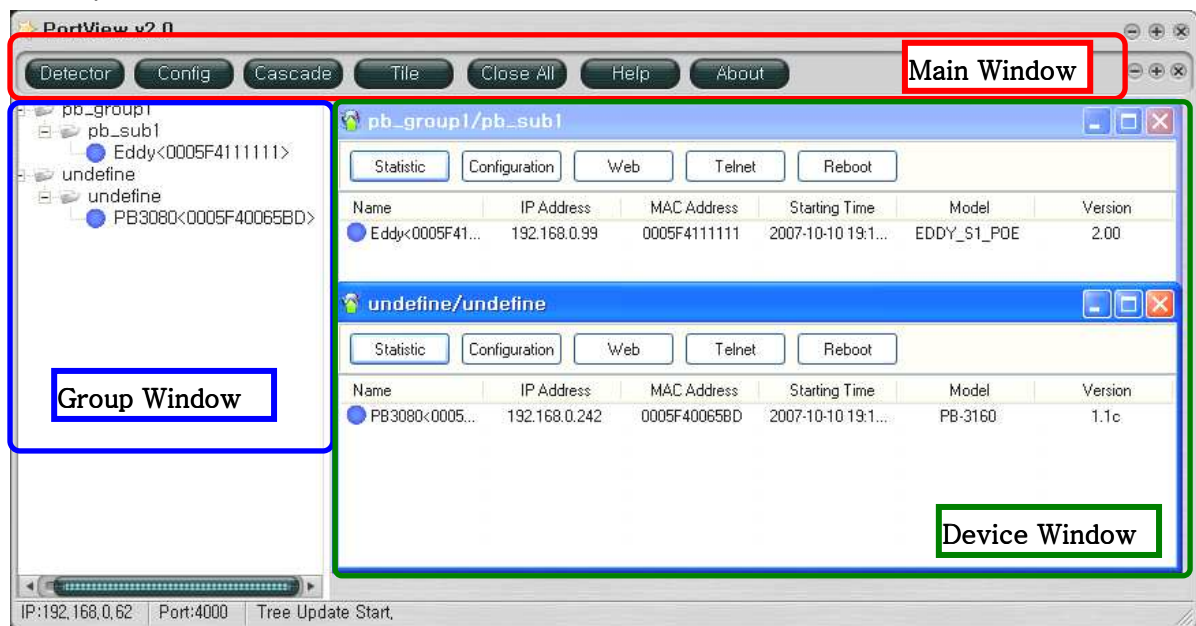 PortView v2.0
Detector Config Cascade Tile Close All Help About
Main Window
pb_group1
pb_sub1
Eddy<0005F4111111>
undefine
undefine
PB3080<0005F40065BD>
Group Window
pb_group1/pb_sub1
Statistic Configuration Web Telnet Reboot
Name IP Address MAC Address Starting Time Model Version
Eddy<0005F41... 192.168.0.99 0005F4111111 2007-10-10 19:1... EDDY_S1_POE 2.00
undefine/undefine
Statistic Configuration Web Telnet Reboot
Name IP Address MAC Address Starting Time Model Version
PB3080<0005... 192.168.0.242 0005F40065BD 2007-10-10 19:1... PB-3160 1.1c
Device Window
IP:192,168,0,62 Port:4000 Tree Update Start,